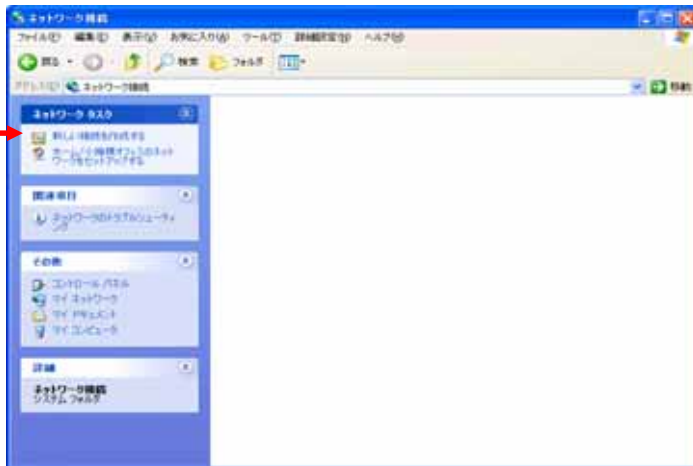 ネットワーク接続
ファイル(F) 編集(E) 表示(V) お気に入り(A) ツール(T) 詳細設定(N) ヘルプ(H)
戻る 検索 フォルダ
アドレス(D) ネットワーク接続 移動
ネットワーク タスク
新しい接続を作成する
ホーム/小規模オフィスのネット
ワークをセットアップする
関連項目
ネットワークのトラブルシューティ
ング
その他
コントロール パネル
マイ ネットワーク
マイ ドキュメント
マイ コンピュータ
詳細
ネットワーク接続
システム フォルダ